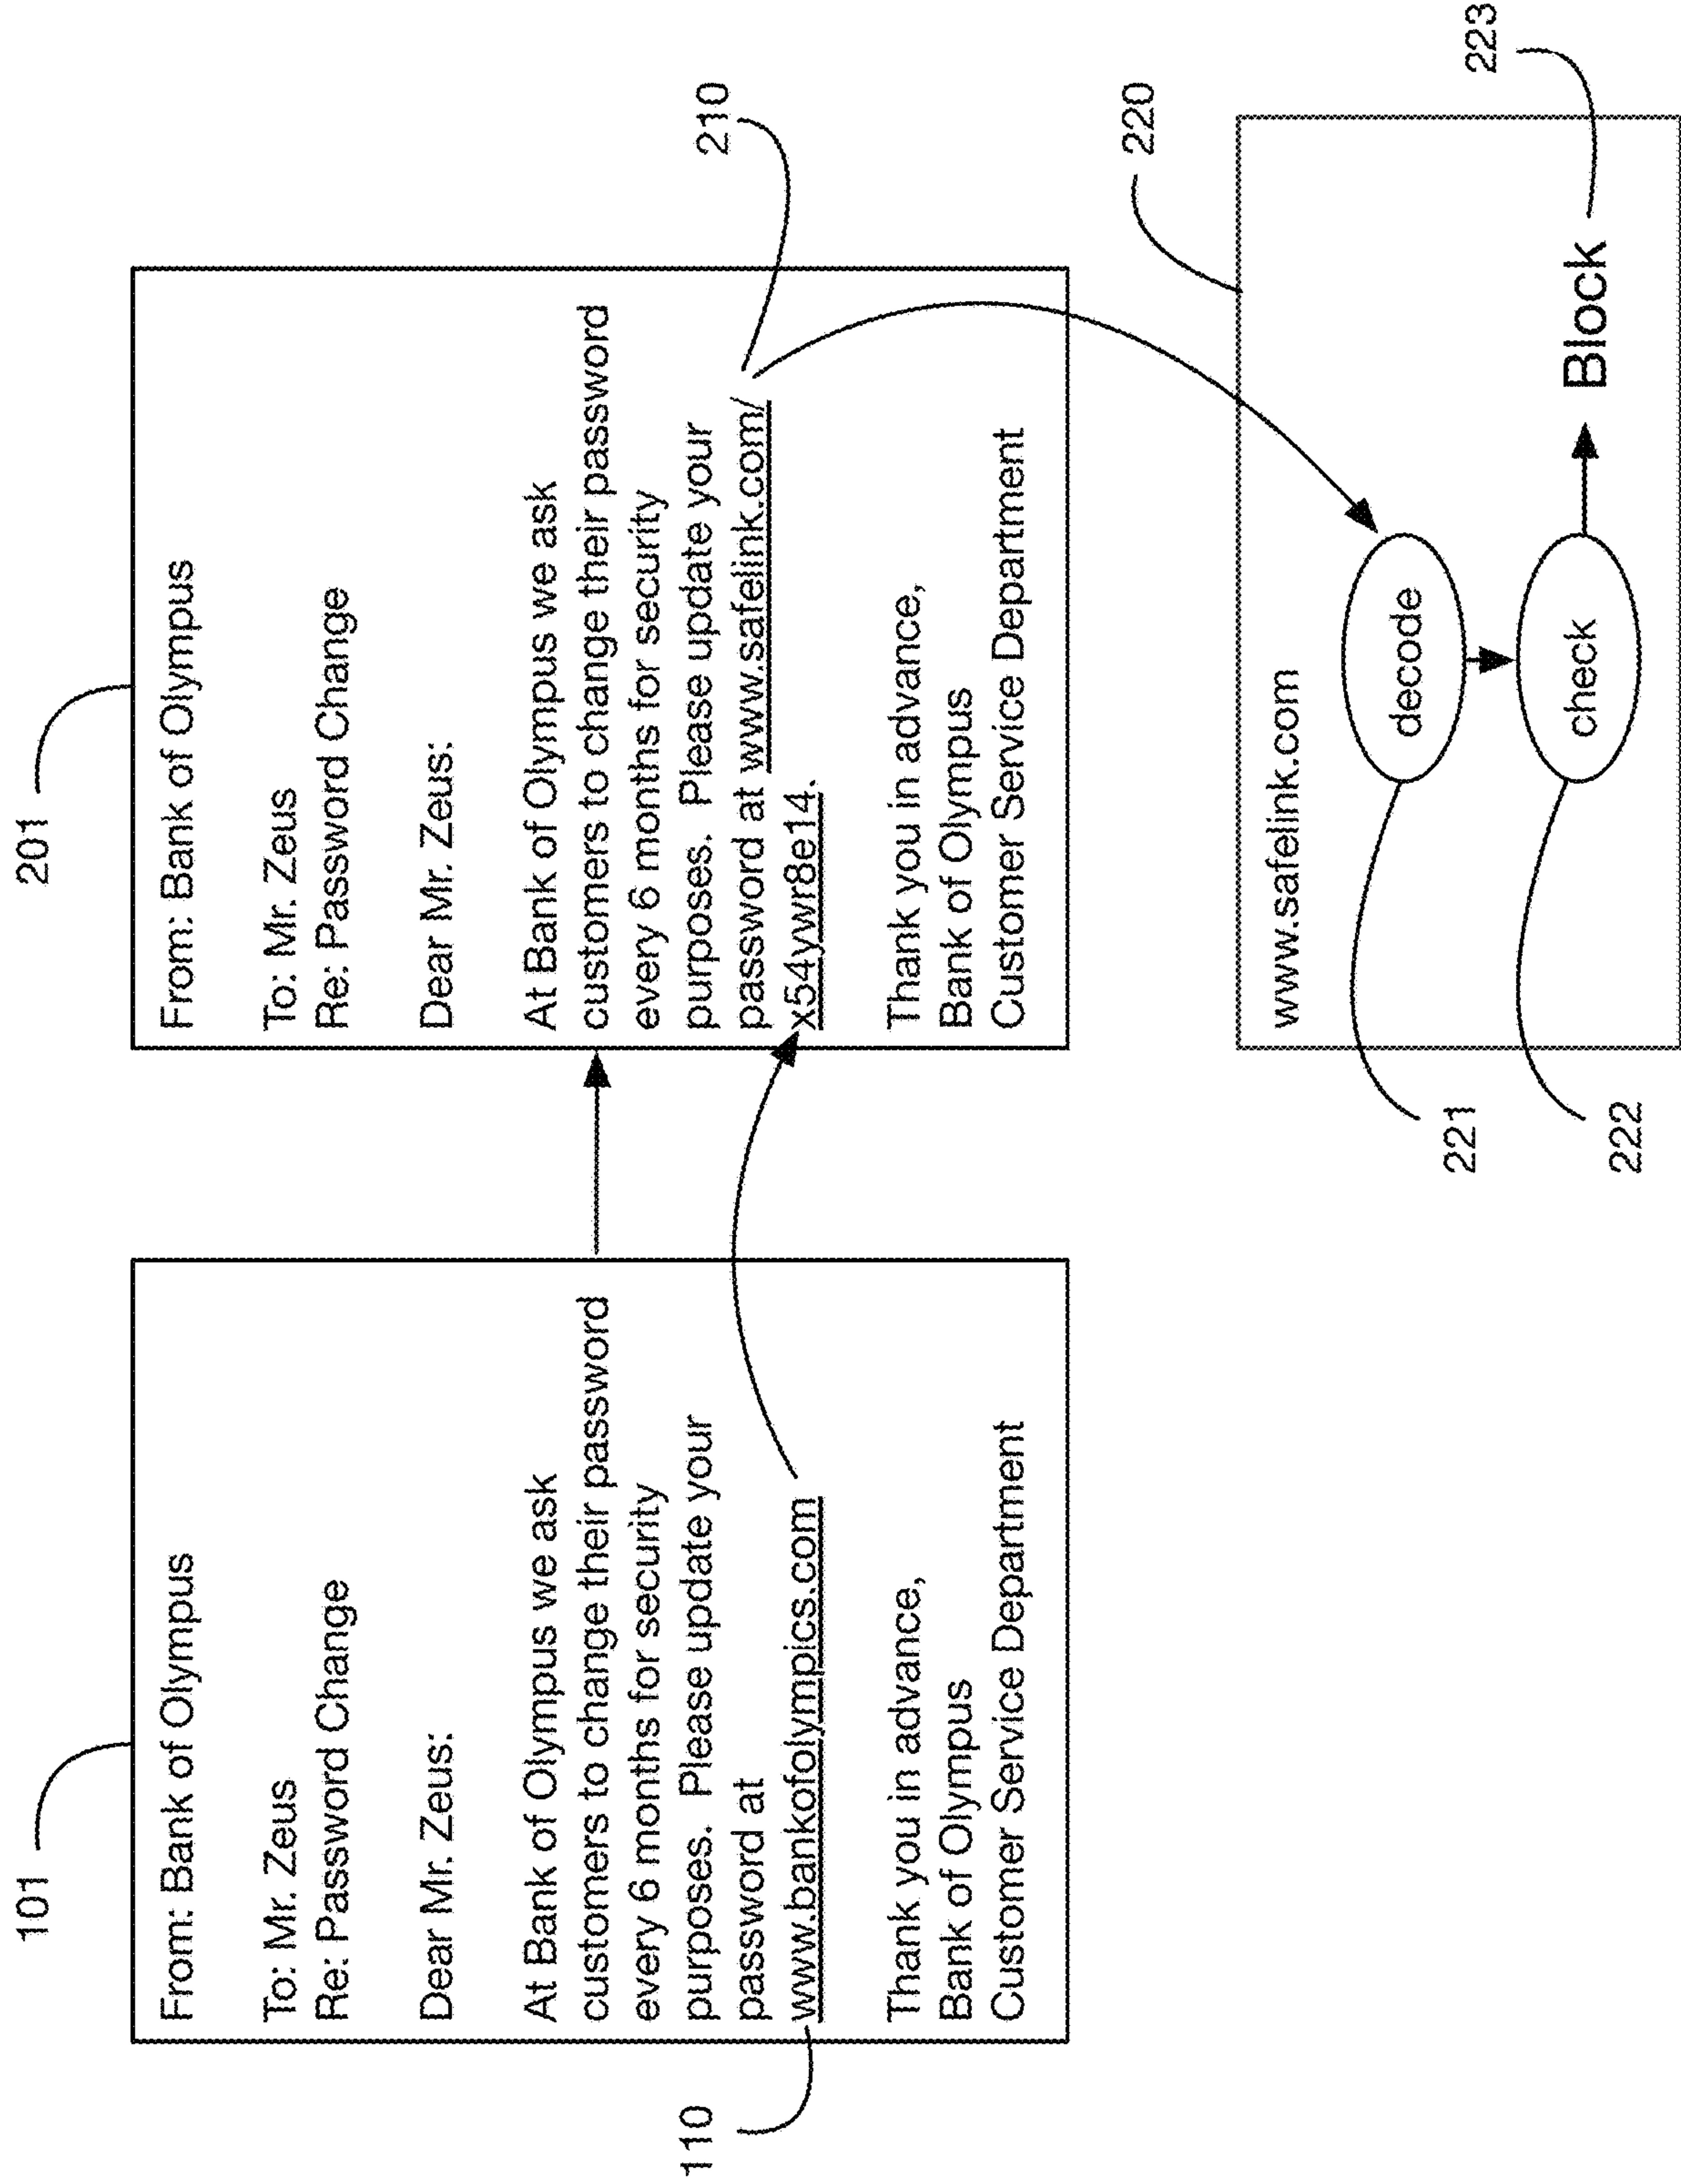 101
From: Bank of Olympus
To: Mr. Zeus
Re: Password Change
Dear Mr. Zeus:
At Bank of Olympus we ask
customers to change their password
every 6 months for security
purposes. Please update your
password at
www.bankofolympics.com
Thank you in advance,
Bank of Olympus
Customer Service Department
110
201
From: Bank of Olympus
To: Mr. Zeus
Re: Password Change
Dear Mr. Zeus:
At Bank of Olympus we ask
customers to change their password
every 6 months for security
purposes. Please update your
password at www.safelink.com/
x54ywr8e14.
Thank you in advance,
Bank of Olympus
Customer Service Department
210
220
www.safelink.com
decode
check
Block
221
222
223